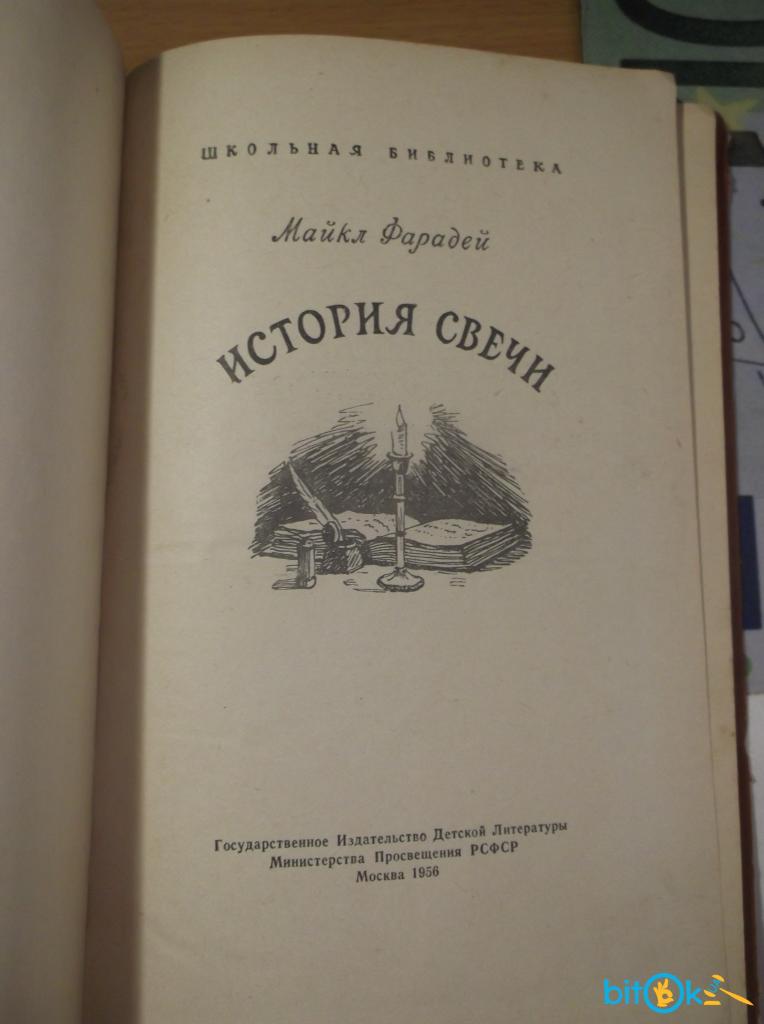 ШКОЛЬНАЯ БИБЛИОТЕКА
Майкл Фарадей
ИСТОРИЯ СВЕЧИ
Государственное Издательство Детской Литературы
Министерства Просвещения РСФСР
Москва 1956
bitOk